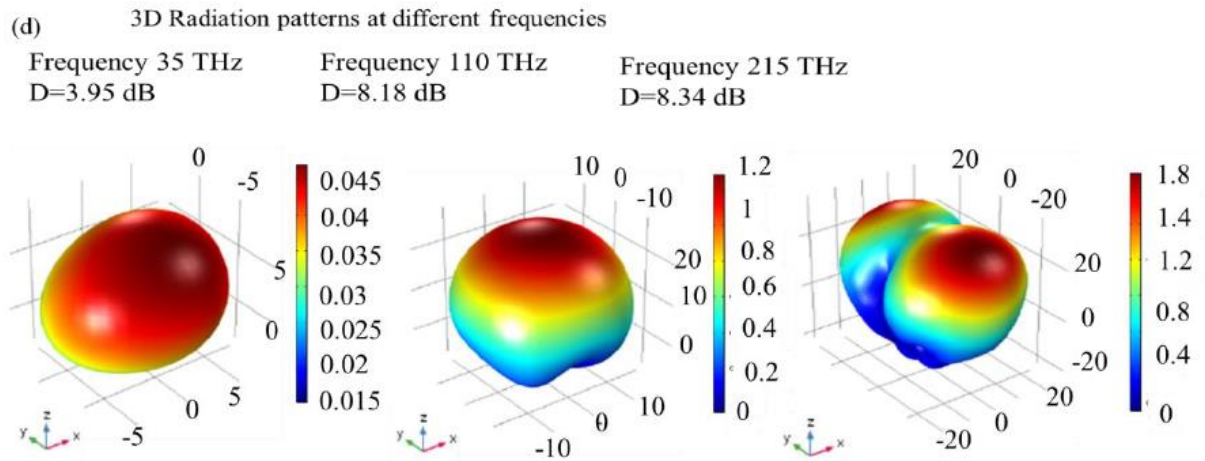 (d) 3D Radiation patterns at different frequencies
Frequency 35 THz
D=3.95 dB
Frequency 110 THz
D=8.18 dB
Frequency 215 THz
D=8.34 dB
0
-5
5
0
5
0
-5
0.045
0.04
0.035
0.03
0.025
0.02
0.015
z
y
x
10
0
-10
20
10
0
10
0
-10
1.2
1
0.8
0.6
0.4
0.2
0
z
y
x
20
0
-20
20
0
-20
20
0
-20
1.8
1.4
1.2
0.8
0.4
0
z
y
x